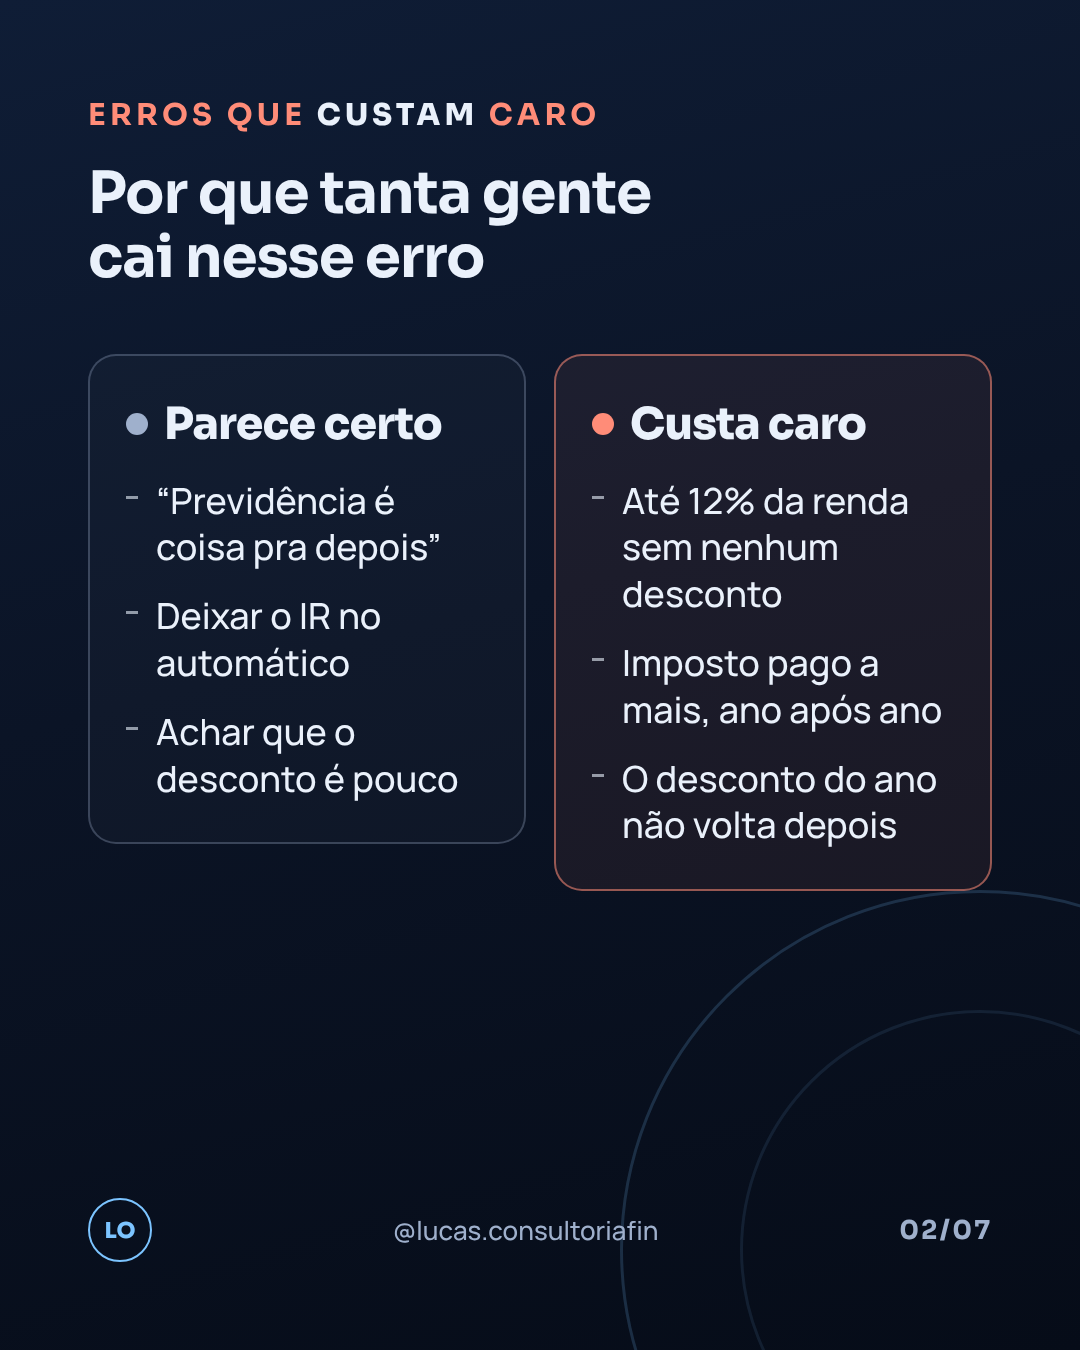 ERROS QUE CUSTAM CARO
Por que tanta gente
cai nesse erro
Parece certo
– “Previdência é
coisa pra depois”
– Deixar o IR no
automático
– Achar que o
desconto é pouco
Custa caro
– Até 12% da renda
sem nenhum
desconto
– Imposto pago a
mais, ano após ano
– O desconto do ano
não volta depois
LO
@lucas.consultoriafin
02/07